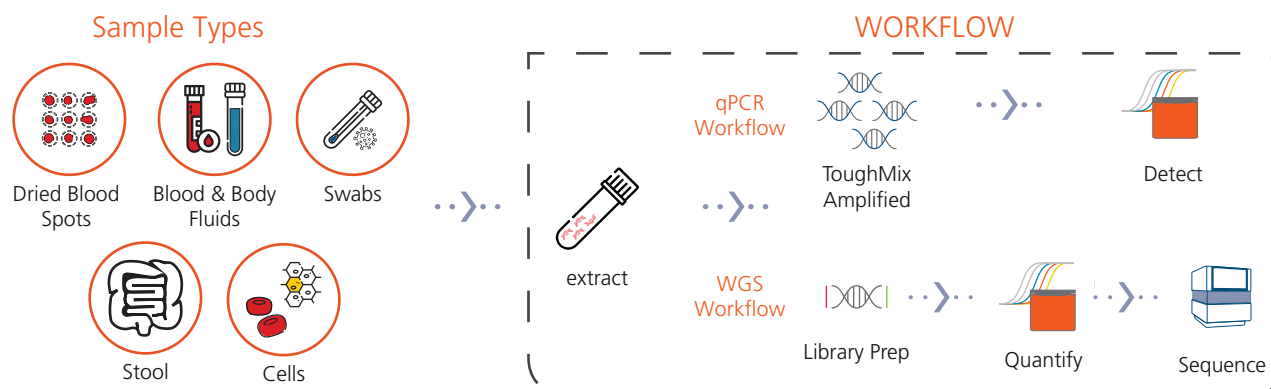 Sample Types
Dried Blood
Spots
Blood & Body
Fluids
Swabs
Stool
Cells
WORKFLOW
extract
qPCR
Workflow
ToughMix
Amplified
Detect
WGS
Workflow
Library Prep
Quantify
Sequence